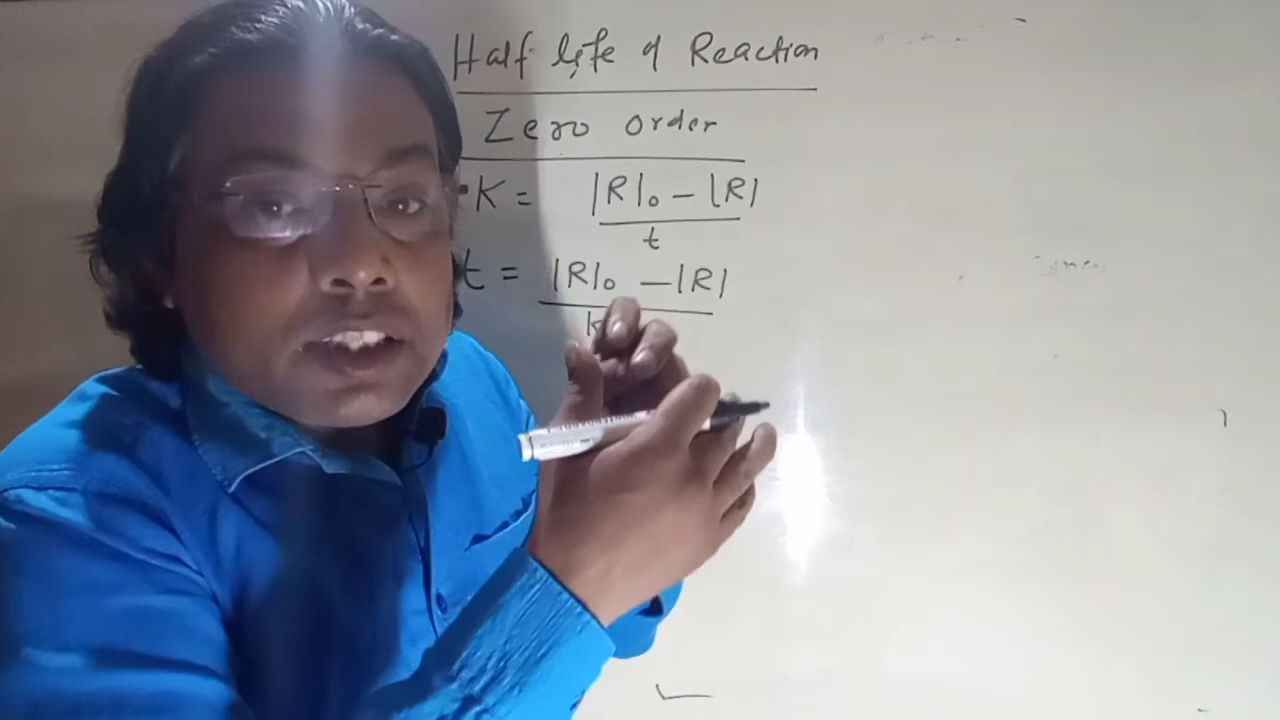 Half life of Reaction
Zero order
K = |R|₀ - |R| / t
t = |R|₀ - |R| / k